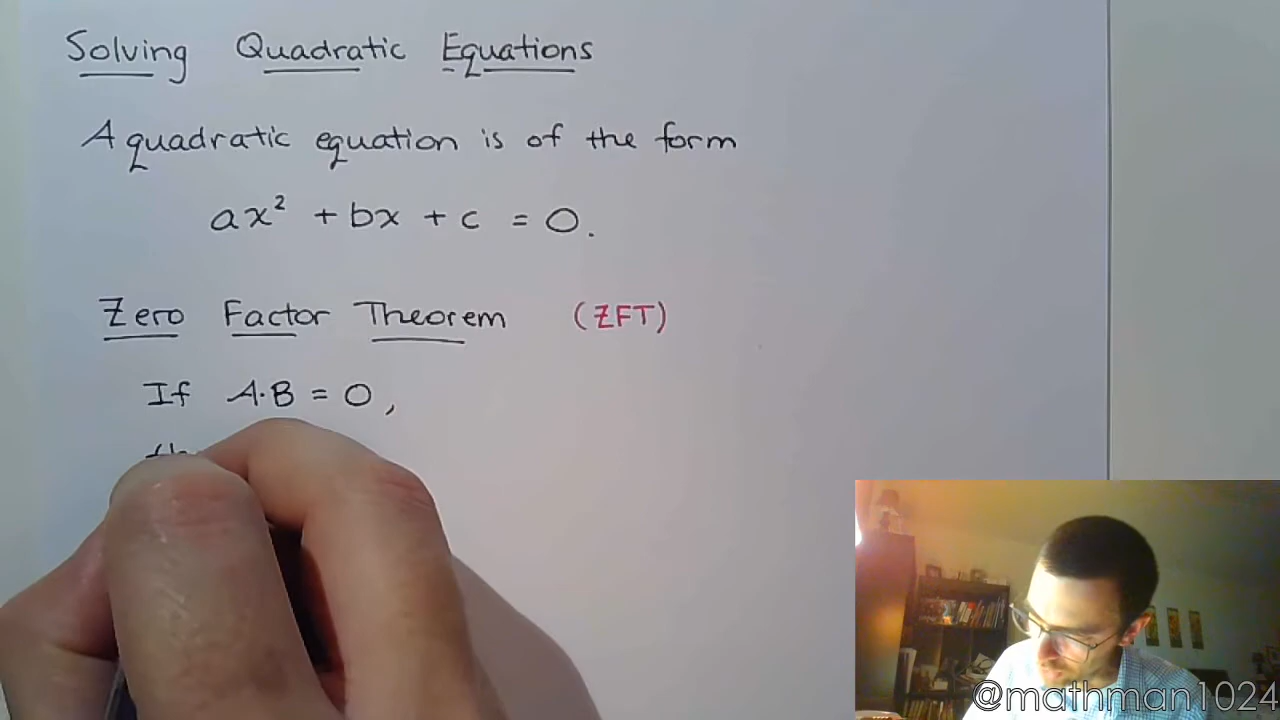 Solving Quadratic Equations
A quadratic equation is of the form
ax² + bx + c = 0.
Zero Factor Theorem (ZFT)
If A·B = 0,
@mathman1024